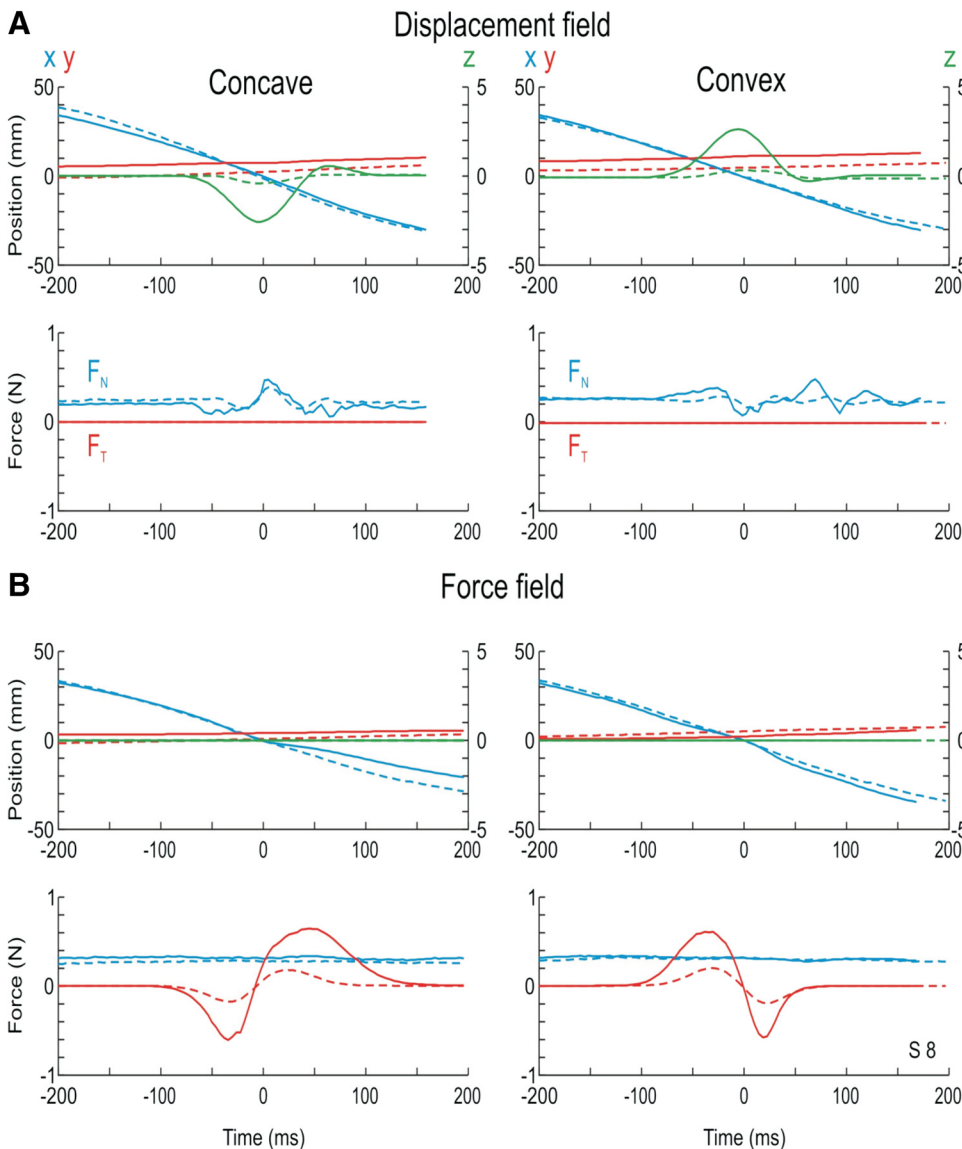 A
Displacement field
x y
z
x y
z
Concave
Convex
50
5
50
5
Position (mm)
0
0
0
0
-50
-5
-50
-5
-200 -100 0 100 200
-200 -100 0 100 200
1
1
F N
F N
Force (N)
0
0
F T
F T
-1
-1
-200 -100 0 100 200
-200 -100 0 100 200
B
Force field
50
5
50
5
Position (mm)
0
0
0
0
-50
-5
-50
-5
-200 -100 0 100 200
-200 -100 0 100 200
1
1
Force (N)
0
0
S 8
-1
-1
-200 -100 0 100 200
-200 -100 0 100 200
Time (ms)
Time (ms)